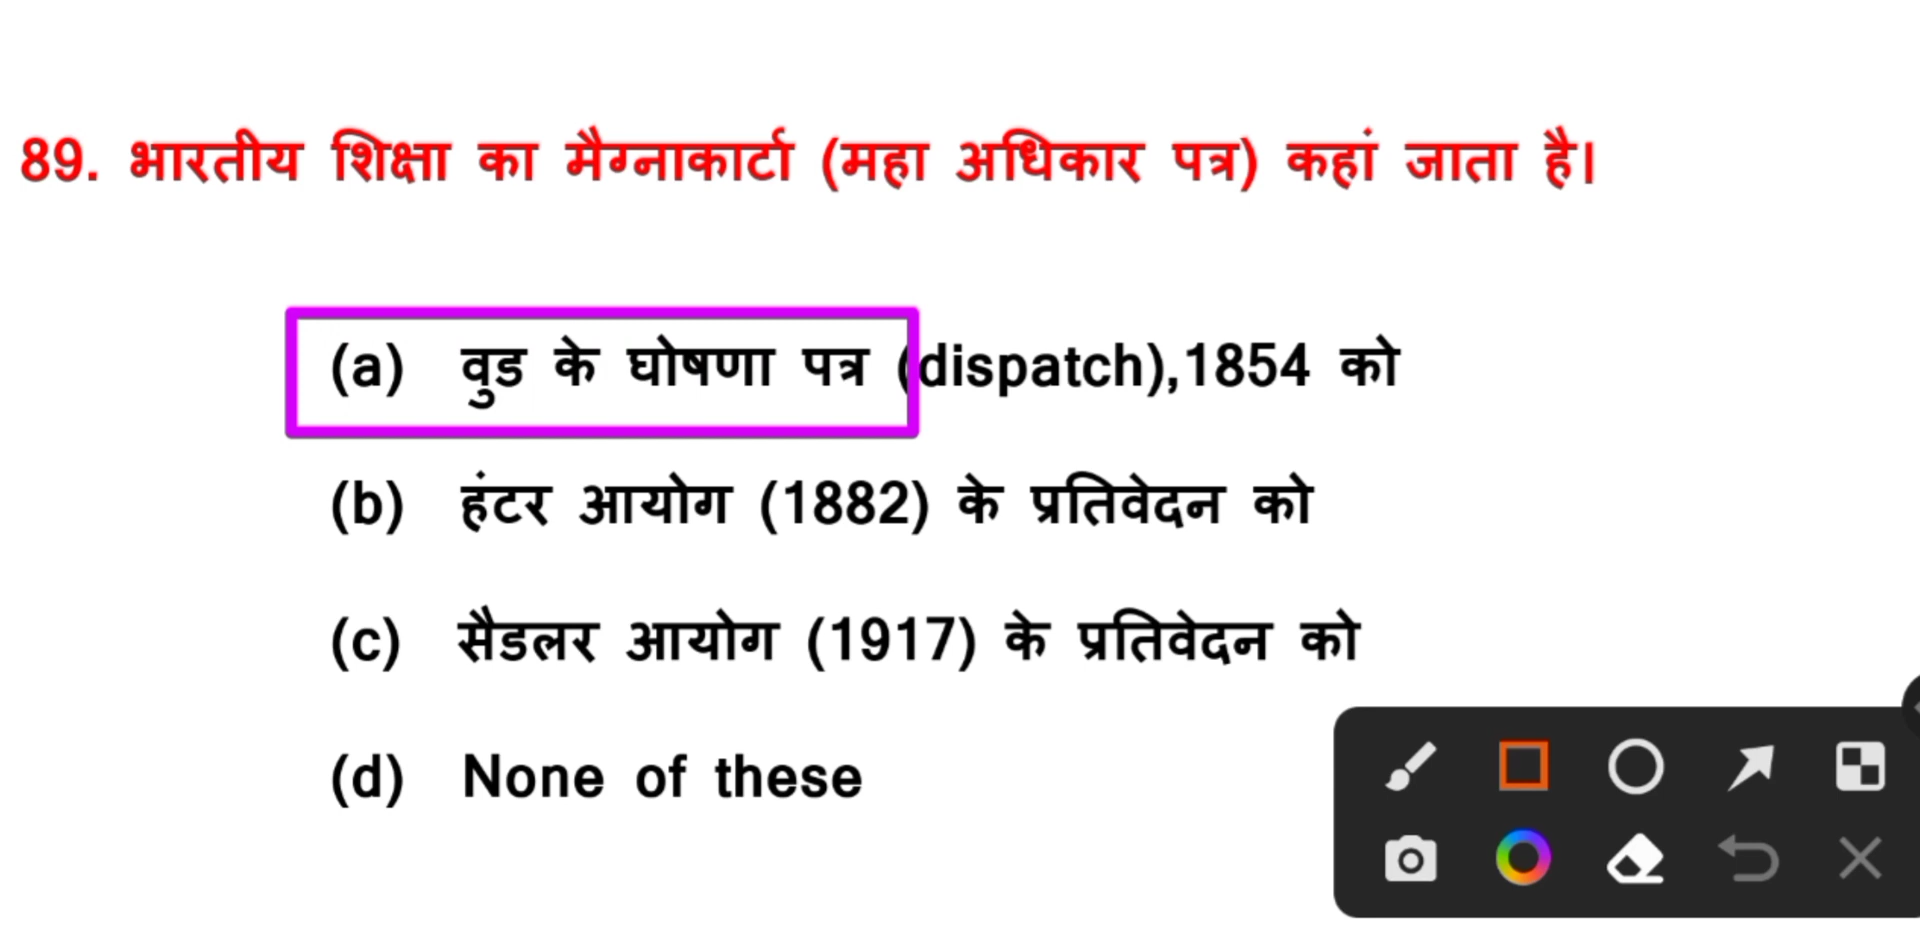 89. भारतीय शिक्षा का मैग्नाकार्टा (महा अधिकार पत्र) कहां जाता है।
(a) वुड के घोषणा पत्र (dispatch),1854 को
(b) हंटर आयोग (1882) के प्रतिवेदन को
(c) सैडलर आयोग (1917) के प्रतिवेदन को
(d) None of these